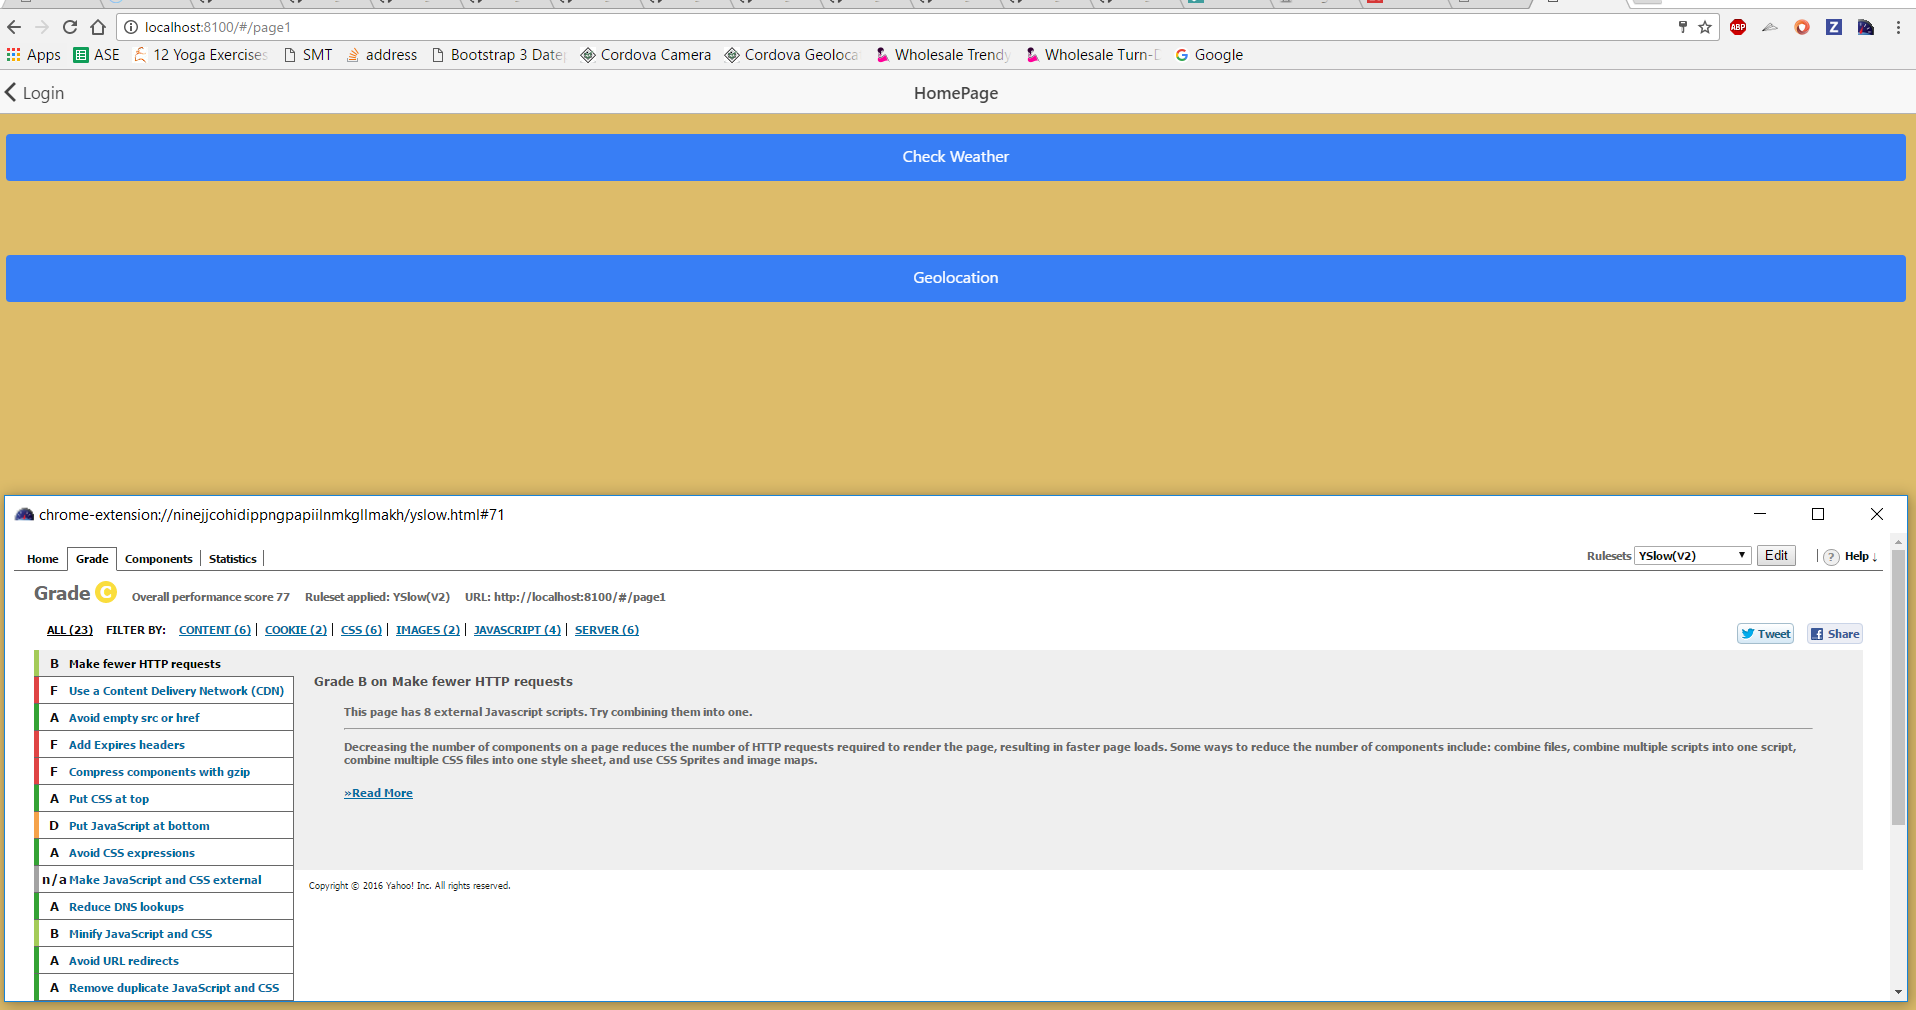 localhost:8100/#/page1
Apps ASE 12 Yoga Exercises SMT address Bootstrap 3 Date Cordova Camera Cordova Geoloca Wholesale Trendy Wholesale Turn-D Google
Login HomePage
Check Weather
Geolocation
chrome-extension://ninejjcohidippngpapiilnmkgllmakh/yslow.html#71
Home Grade Components Statistics Rulesets YSlow(V2) Edit ? Help ↓
Grade C Overall performance score 77 Ruleset applied: YSlow(V2) URL: http://localhost:8100/#/page1
ALL (23) FILTER BY: CONTENT (6) COOKIE (2) CSS (6) IMAGES (2) JAVASCRIPT (4) SERVER (6) Tweet Share
B Make fewer HTTP requests
F Use a Content Delivery Network (CDN)
A Avoid empty src or href
F Add Expires headers
F Compress components with gzip
A Put CSS at top
D Put JavaScript at bottom
A Avoid CSS expressions
n/a Make JavaScript and CSS external
A Reduce DNS lookups
B Minify JavaScript and CSS
A Avoid URL redirects
A Remove duplicate JavaScript and CSS
Grade B on Make fewer HTTP requests
This page has 8 external Javascript scripts. Try combining them into one.
Decreasing the number of components on a page reduces the number of HTTP requests required to render the page, resulting in faster page loads. Some ways to reduce the number of components include: combine files, combine multiple scripts into one script,
combine multiple CSS files into one style sheet, and use CSS Sprites and image maps.
»Read More
Copyright © 2016 Yahoo! Inc. All rights reserved.